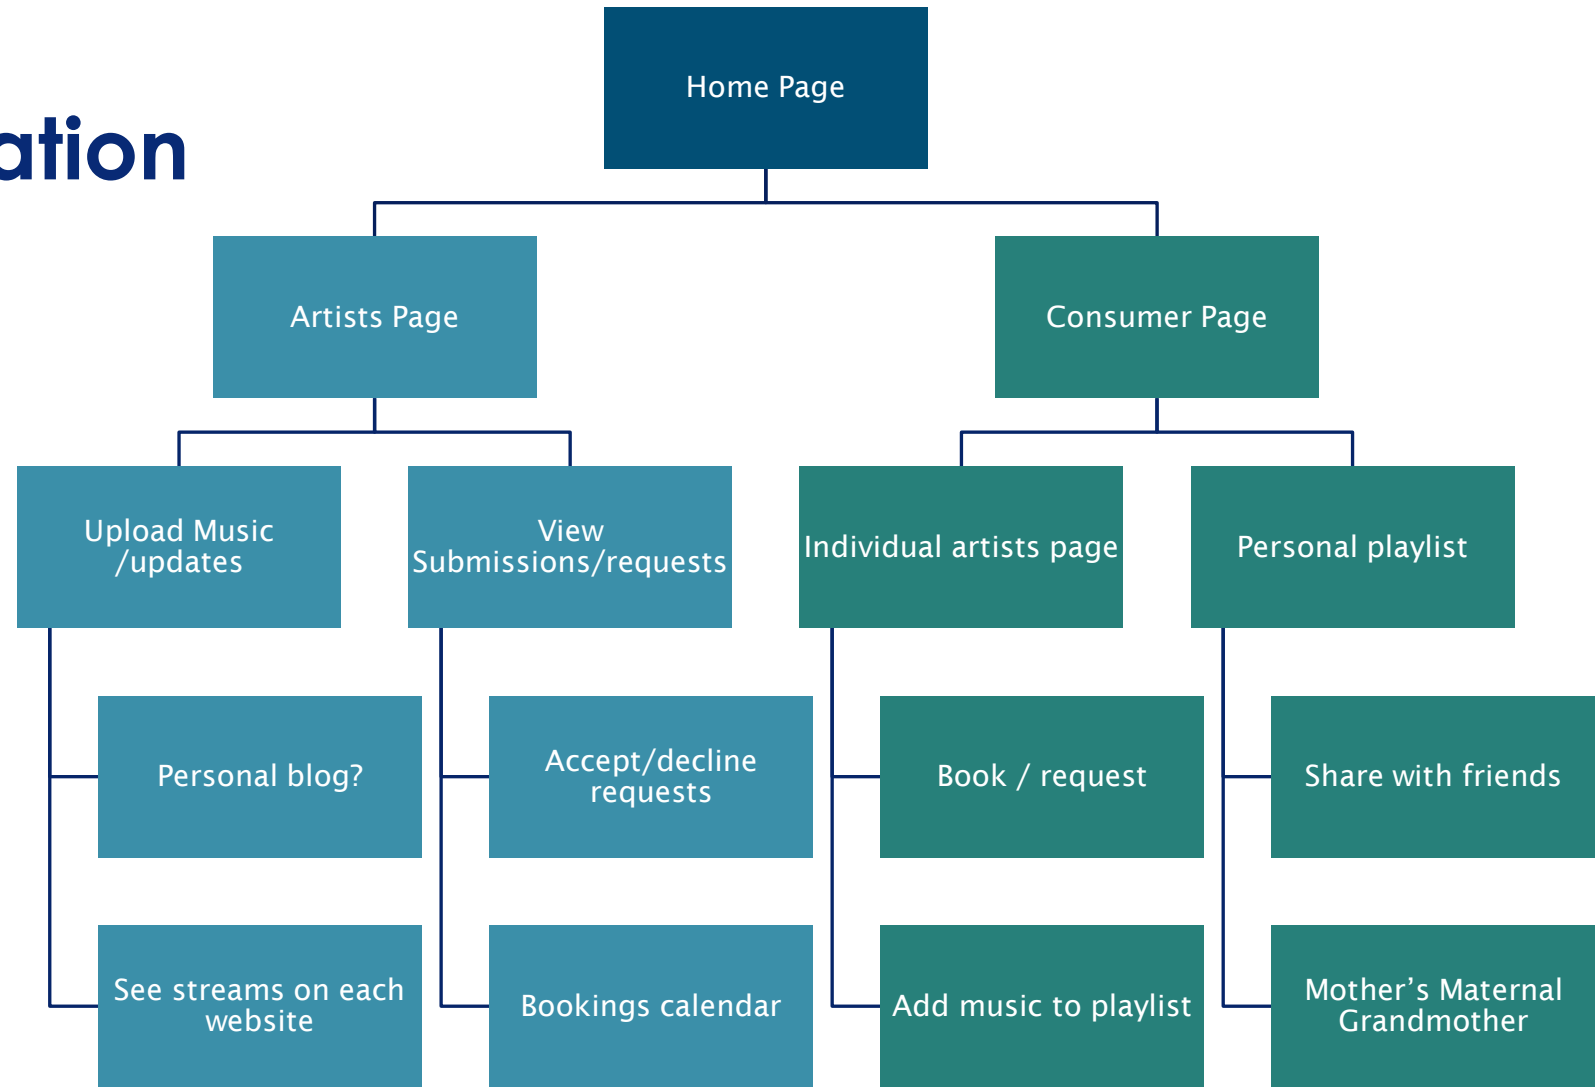 Home Page
ation
Artists Page
Consumer Page
Upload Music
/updates
View
Submissions/requests
Individual artists page
Personal playlist
Personal blog?
Accept/decline
requests
Book / request
Share with friends
See streams on each
website
Bookings calendar
Add music to playlist
Mother’s Maternal
Grandmother